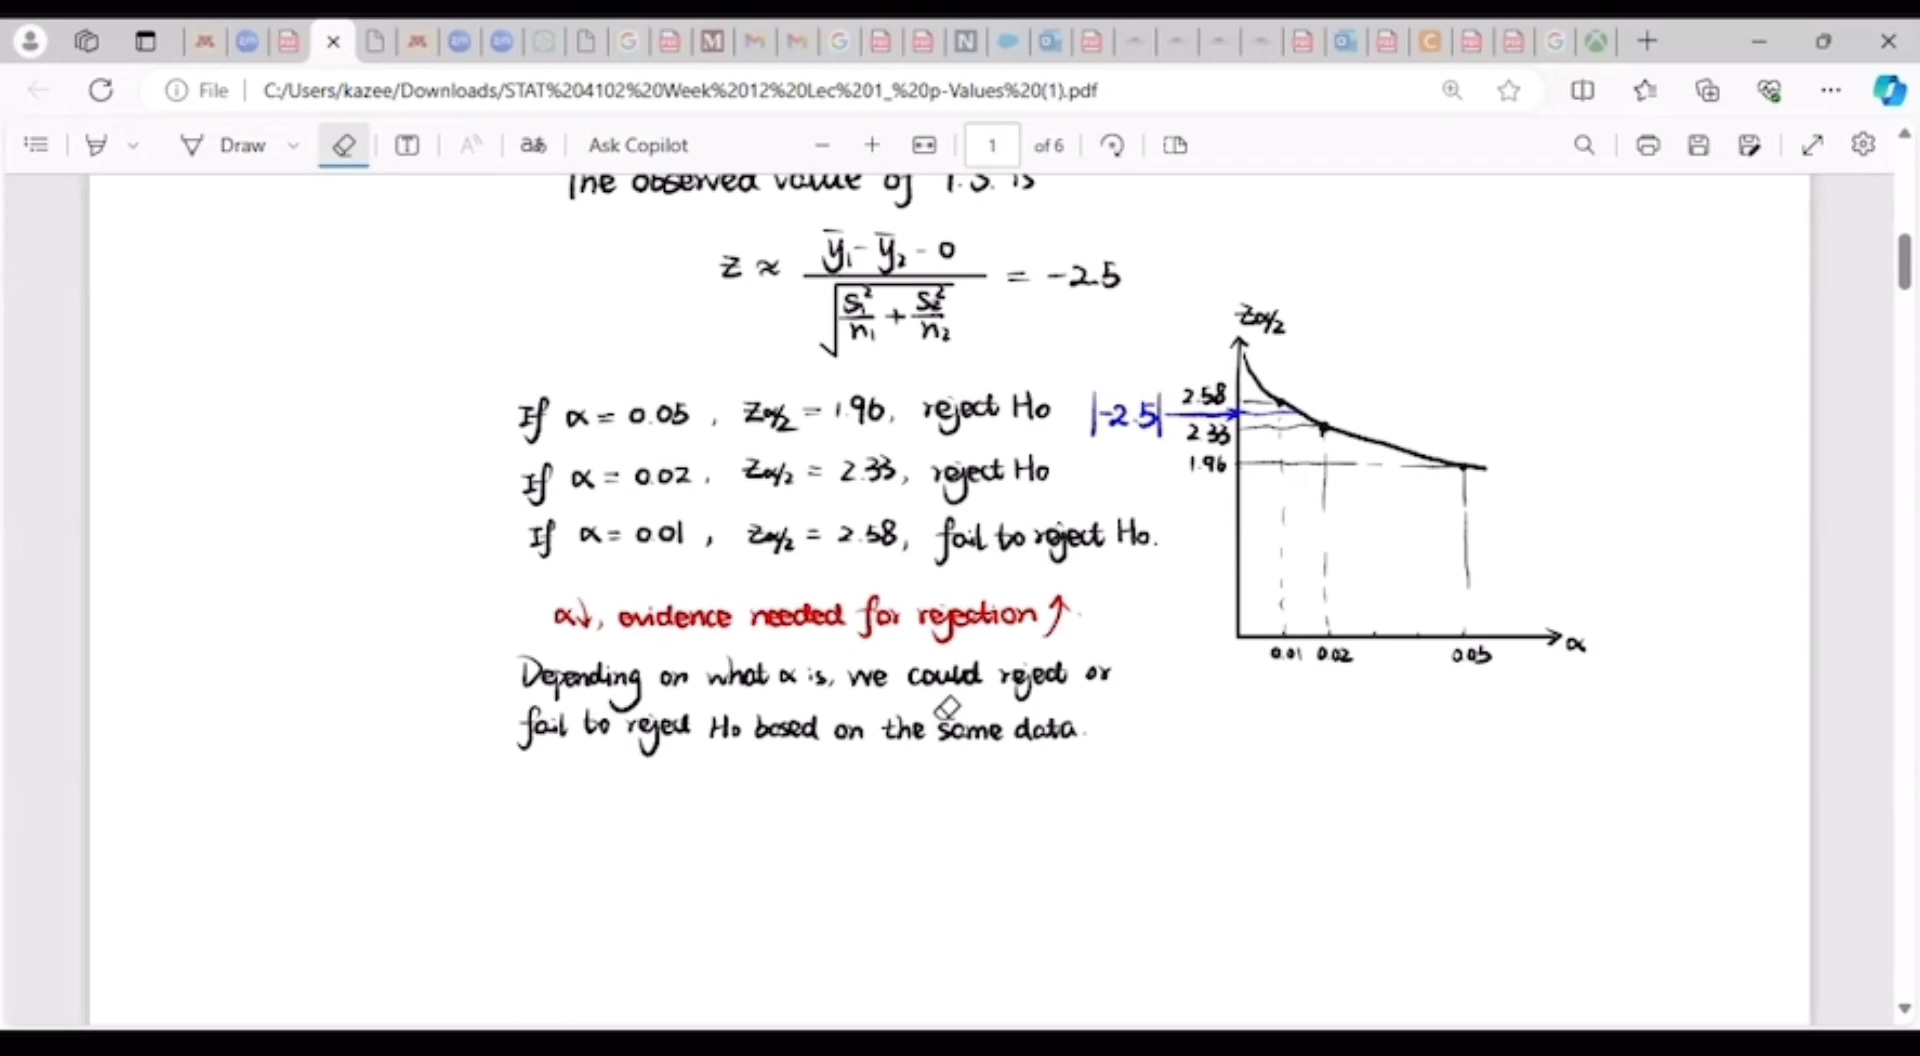 File C:/Users/kazee/Downloads/STAT%204102%20Week%2012%20Lec%201_%20p-Values%20(1).pdf
Draw Ask Copilot 1 of 6
The observed value of T.S. is
z ≈ (ȳ₁ - ȳ₂ - 0) / √(S₁²/n₁ + S₂²/n₂) = -2.5
If α = 0.05, Zα/2 = 1.96, reject Ho
If α = 0.02, Zα/2 = 2.33, reject Ho
If α = 0.01, Zα/2 = 2.58, fail to reject Ho.
α↓, evidence needed for rejection ↑.
Depending on what α is, we could reject or
fail to reject Ho based on the same data.
Zα/2
2.58
|-2.5|
2.33
1.96
0.01 0.02 0.05 α